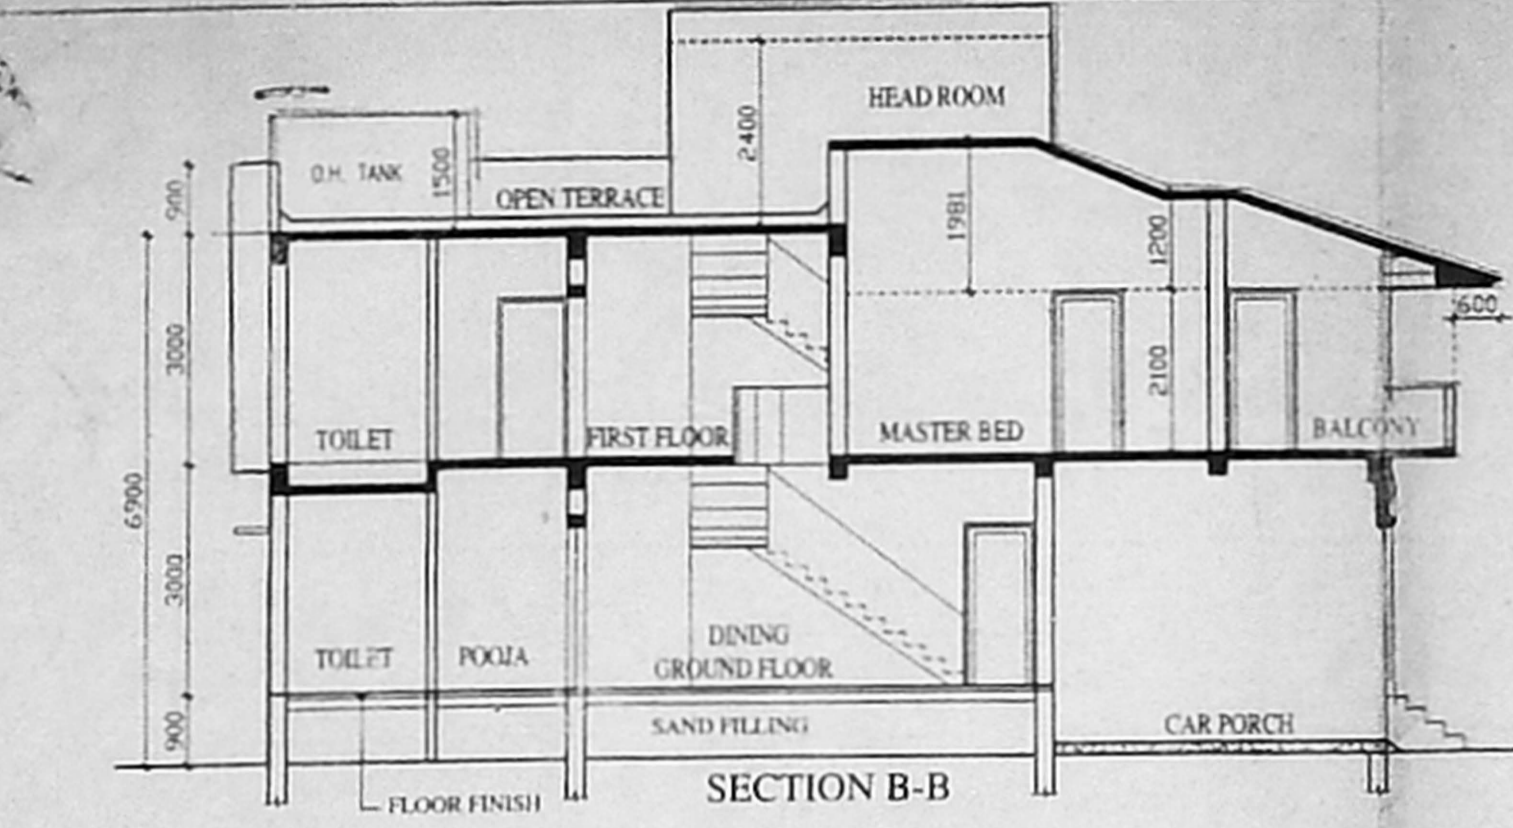 HEAD ROOM
2400
O.H. TANK
1500
900
OPEN TERRACE
1981
1200
600
3000
2100
TOILET
FIRST FLOOR
MASTER BED
BALCONY
6900
3000
TOILET
POOJA
DINING
GROUND FLOOR
900
SAND FILLING
CAR PORCH
FLOOR FINISH
SECTION B-B